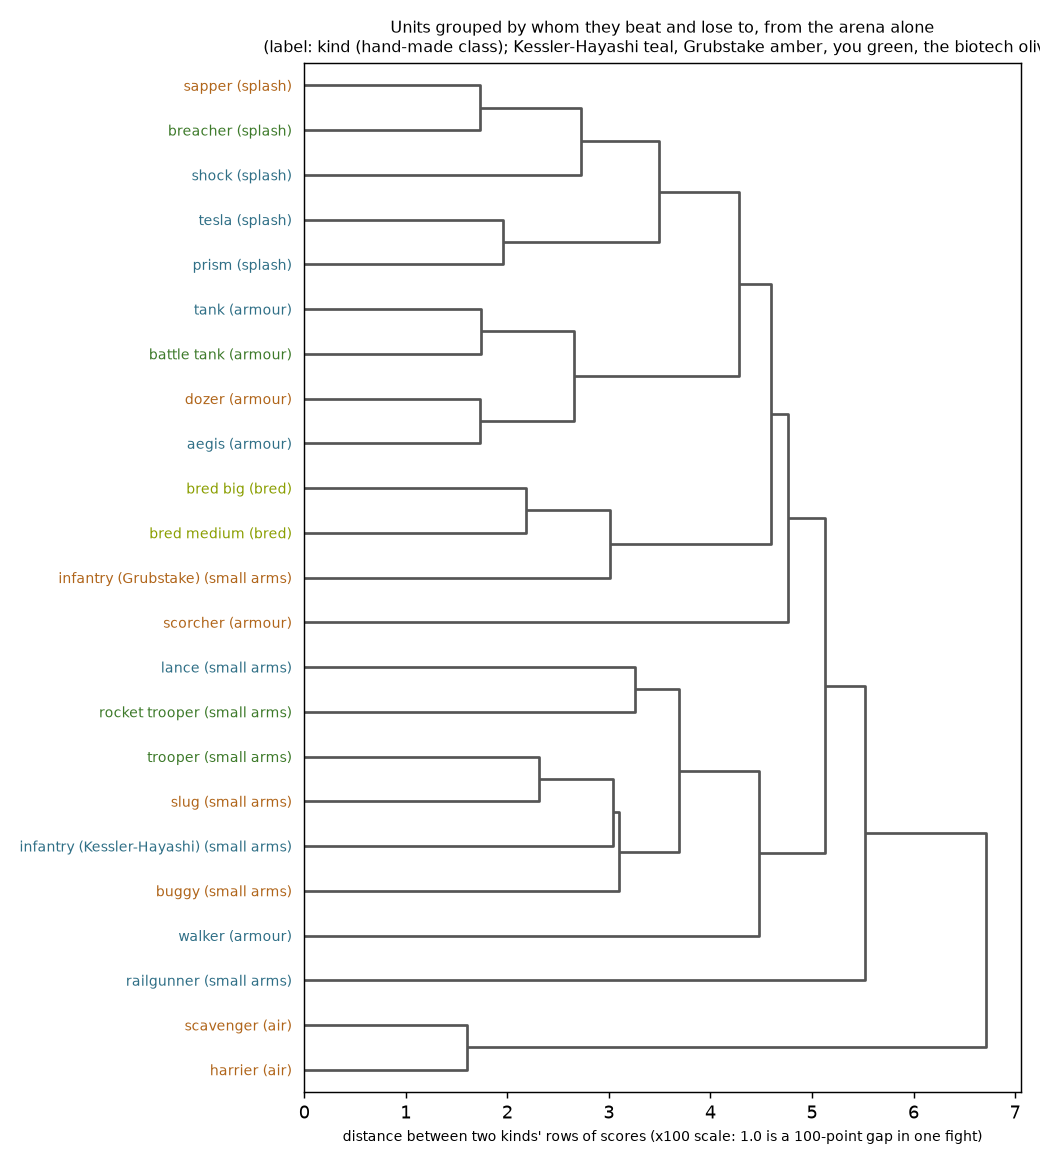 Units grouped by whom they beat and lose to, from the arena alone
(label: kind (hand-made class); Kessler-Hayashi teal, Grubstake amber, you green, the biotech
sapper (splash)
breacher (splash)
shock (splash)
tesla (splash)
prism (splash)
tank (armour)
battle tank (armour)
dozer (armour)
aegis (armour)
bred big (bred)
bred medium (bred)
infantry (Grubstake) (small arms)
scorcher (armour)
lance (small arms)
rocket trooper (small arms)
trooper (small arms)
slug (small arms)
infantry (Kessler-Hayashi) (small arms)
buggy (small arms)
walker (armour)
railgunner (small arms)
scavenger (air)
harrier (air)
0 1 2 3 4 5 6 7
distance between two kinds' rows of scores (x100 scale: 1.0 is a 100-point gap in one fight)